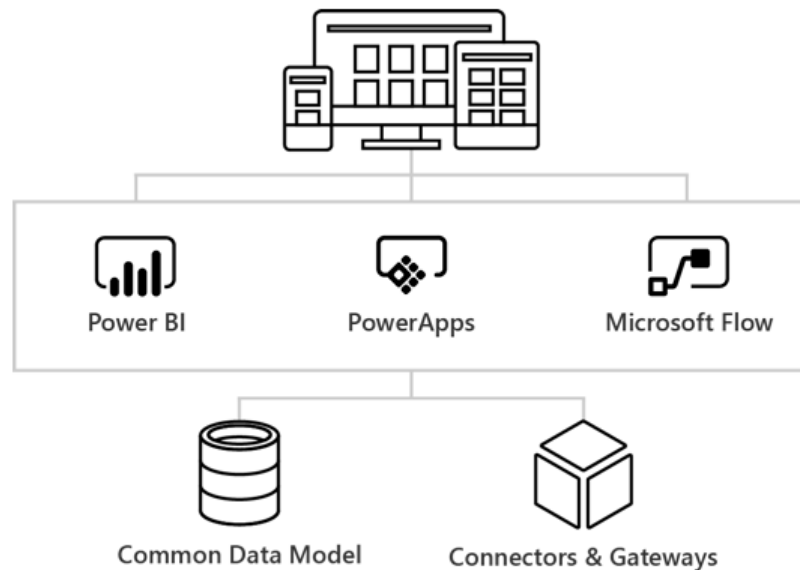 Power BI
PowerApps
Microsoft Flow
Common Data Model
Connectors & Gateways